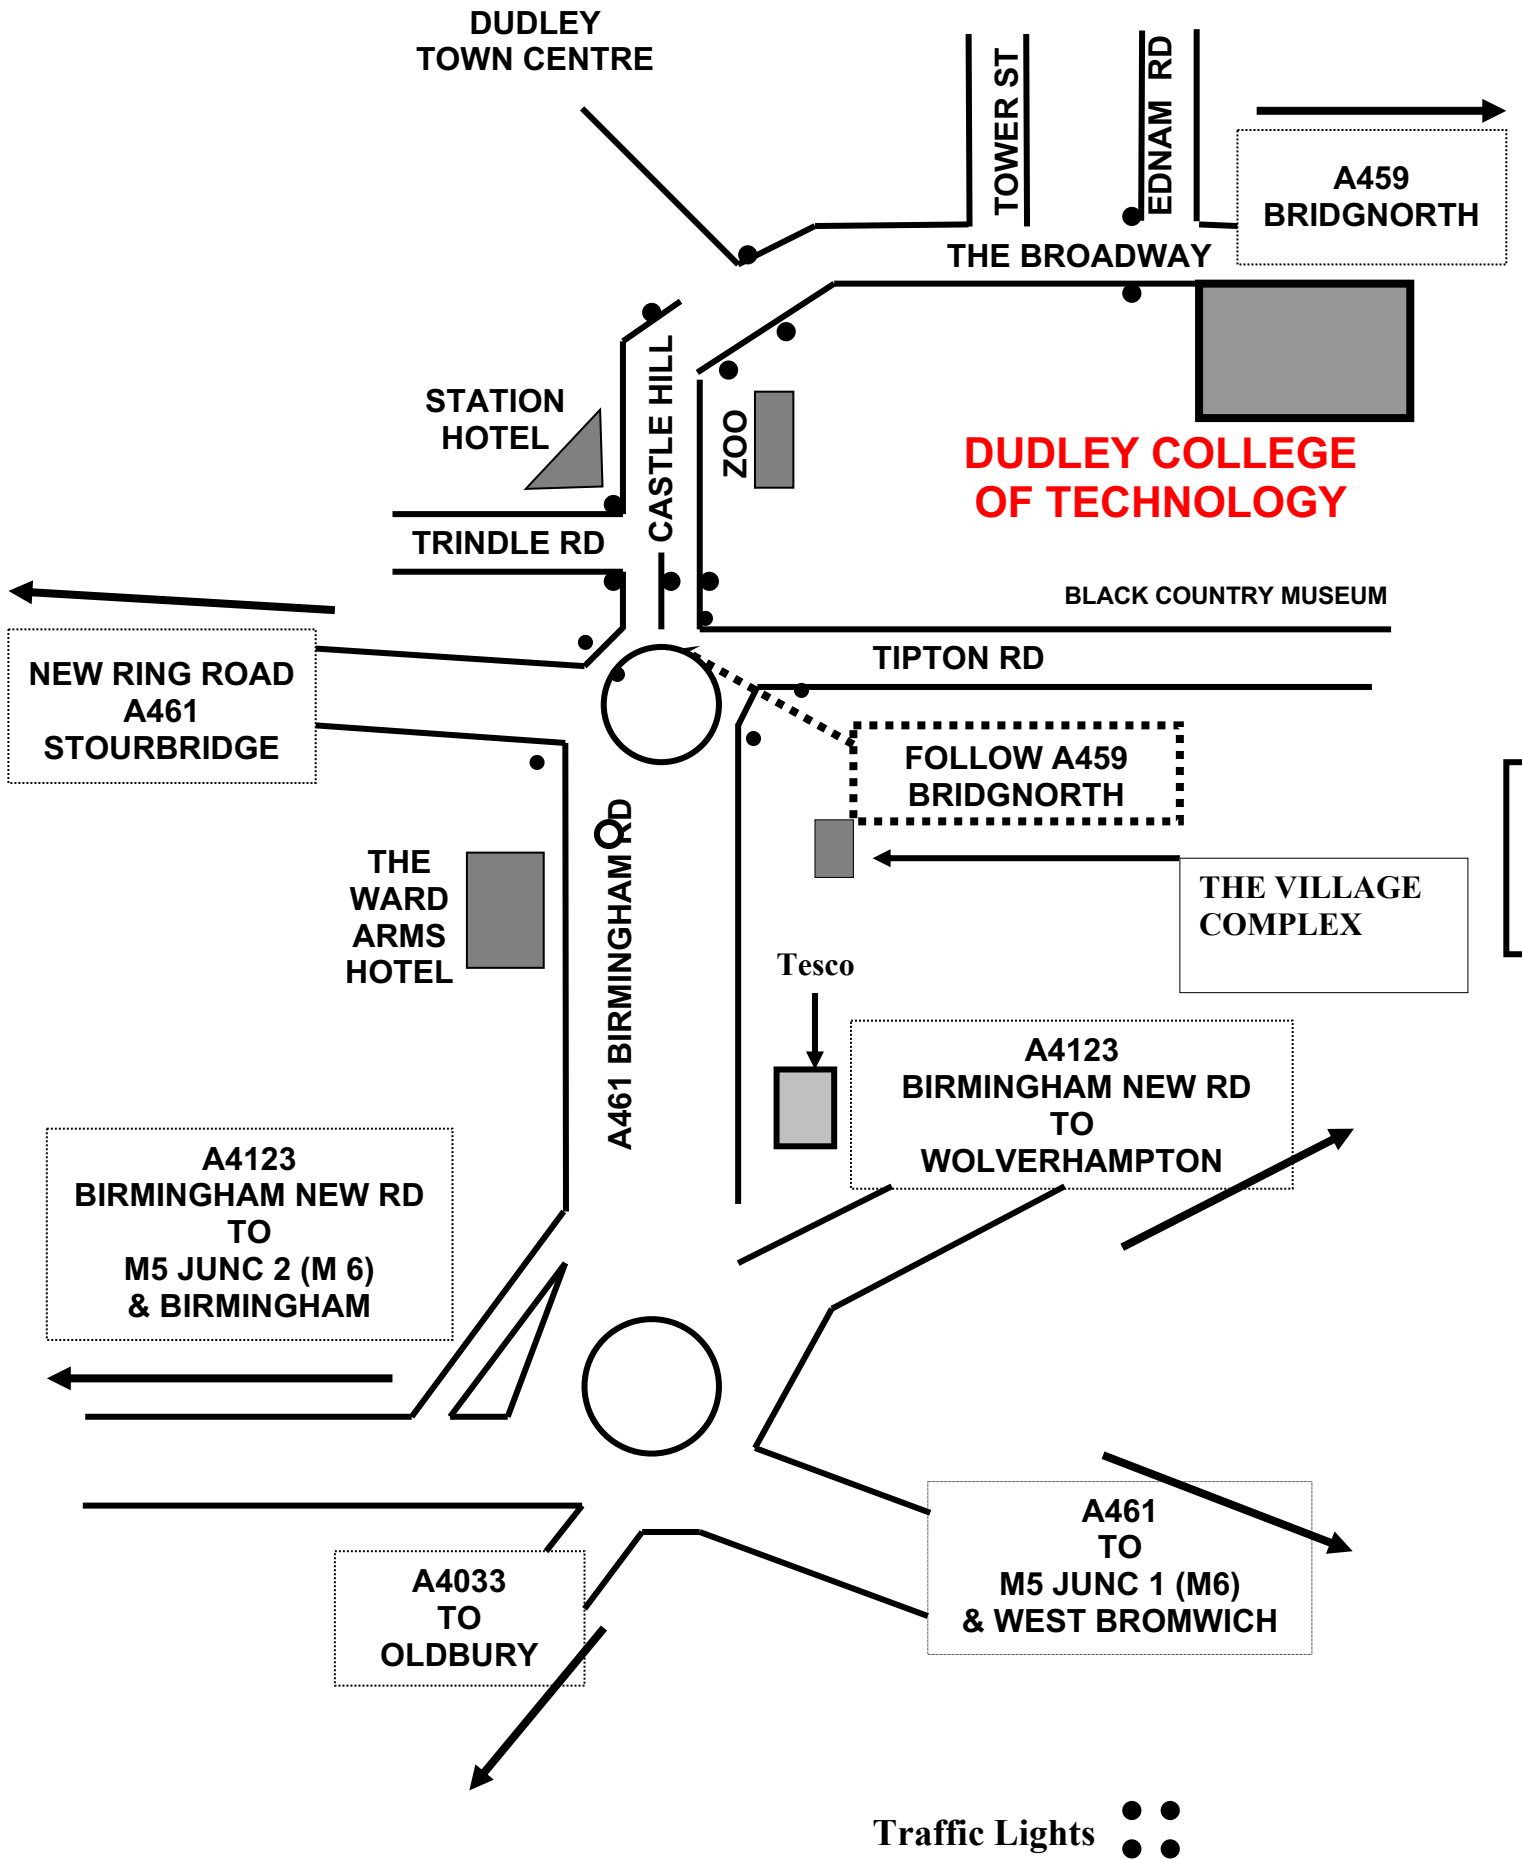 DUDLEY
TOWN CENTRE
TOWER ST
EDNAM RD
A459
BRIDGNORTH
THE BROADWAY
STATION
HOTEL
CASTLE HILL
ZOO
DUDLEY COLLEGE
OF TECHNOLOGY
TRINDLE RD
BLACK COUNTRY MUSEUM
TIPTON RD
NEW RING ROAD
A461
STOURBRIDGE
FOLLOW A459
BRIDGNORTH
THE
WARD
ARMS
HOTEL
A461 BIRMINGHAM RD
THE VILLAGE
COMPLEX
Tesco
A4123
BIRMINGHAM NEW RD
TO
WOLVERHAMPTON
A4123
BIRMINGHAM NEW RD
TO
M5 JUNC 2 (M 6)
& BIRMINGHAM
A461
TO
M5 JUNC 1 (M6)
& WEST BROMWICH
A4033
TO
OLDBURY
Traffic Lights